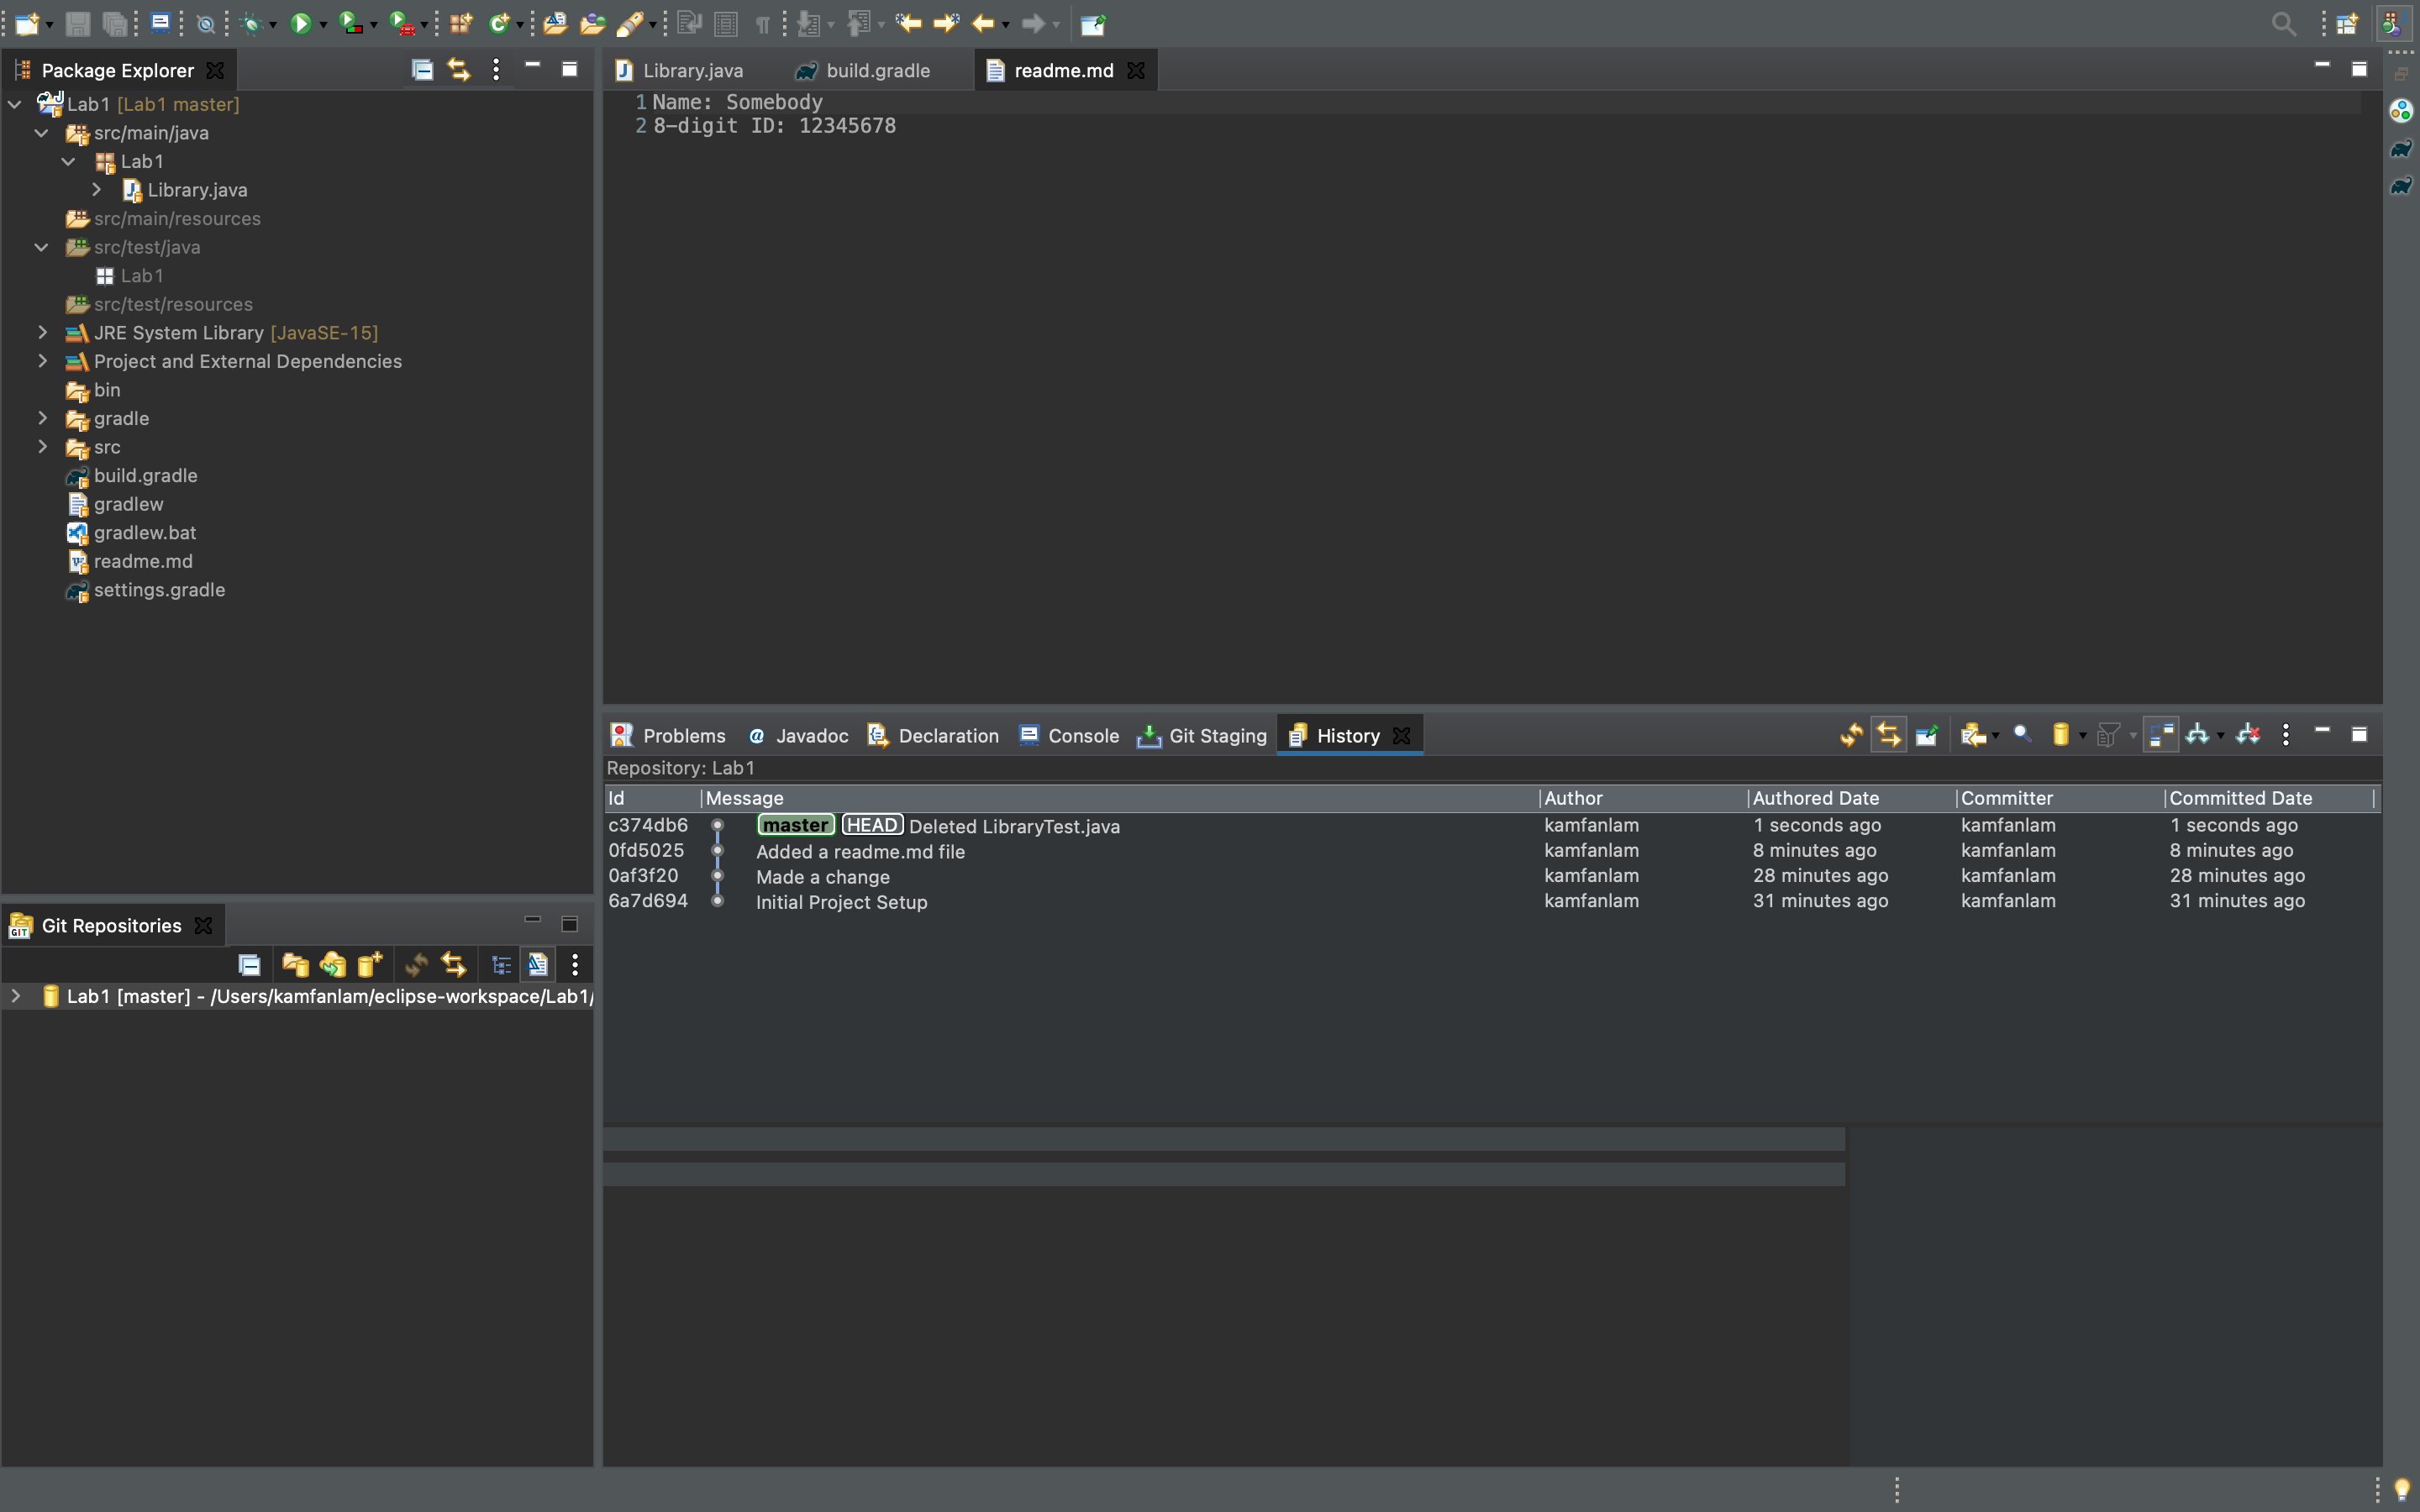 Package Explorer
Lab1 [Lab1 master]
src/main/java
Lab1
Library.java
src/main/resources
src/test/java
Lab1
src/test/resources
JRE System Library [JavaSE-15]
Project and External Dependencies
bin
gradle
src
build.gradle
gradlew
gradlew.bat
readme.md
settings.gradle
Git Repositories
Lab1 [master] - /Users/kamfanlam/eclipse-workspace/Lab1/
Library.java build.gradle readme.md
1 Name: Somebody
2 8-digit ID: 12345678
Problems Javadoc Declaration Console Git Staging History
Repository: Lab1
Id Message Author Authored Date Committer Committed Date
c374db6 master HEAD Deleted LibraryTest.java kamfanlam 1 seconds ago kamfanlam 1 seconds ago
0fd5025 Added a readme.md file kamfanlam 8 minutes ago kamfanlam 8 minutes ago
0af3f20 Made a change kamfanlam 28 minutes ago kamfanlam 28 minutes ago
6a7d694 Initial Project Setup kamfanlam 31 minutes ago kamfanlam 31 minutes ago